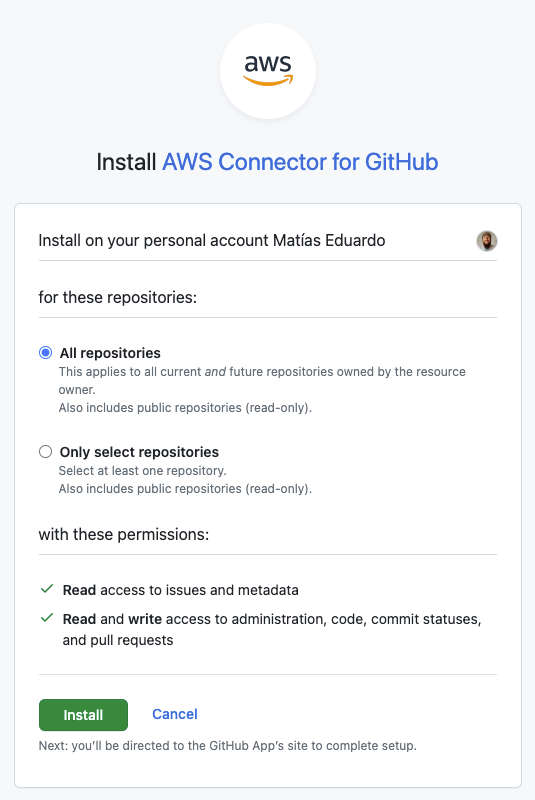 aws
Install AWS Connector for GitHub
Install on your personal account Matías Eduardo
for these repositories:
All repositories
This applies to all current and future repositories owned by the resource
owner.
Also includes public repositories (read-only).
Only select repositories
Select at least one repository.
Also includes public repositories (read-only).
with these permissions:
Read access to issues and metadata
Read and write access to administration, code, commit statuses,
and pull requests
Install Cancel
Next: you'll be directed to the GitHub App's site to complete setup.